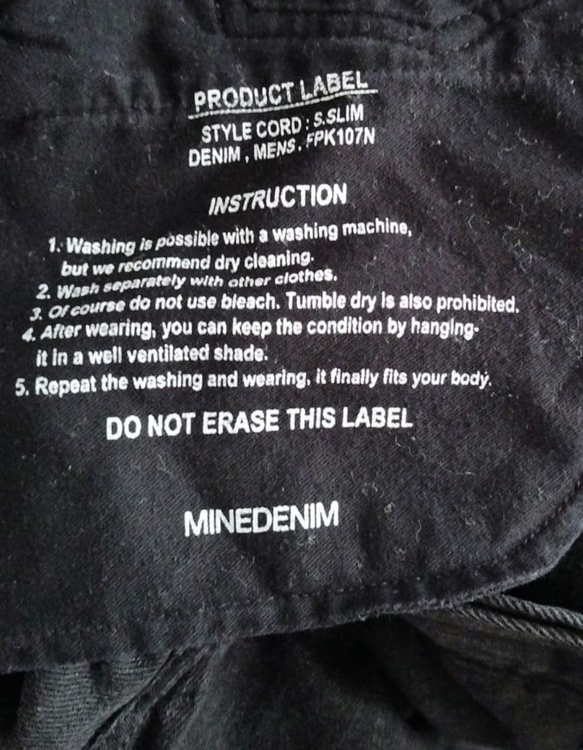 PRODUCT LABEL
STYLE CORD : S.SLIM
DENIM , MENS , FPK107N
INSTRUCTION
1. Washing is possible with a washing machine,
but we recommend dry cleaning.
2. Wash separately with other clothes.
3. Of course do not use bleach. Tumble dry is also prohibited.
4. After wearing, you can keep the condition by hanging-
it in a well ventilated shade.
5. Repeat the washing and wearing, it finally fits your body.
DO NOT ERASE THIS LABEL
MINEDENIM